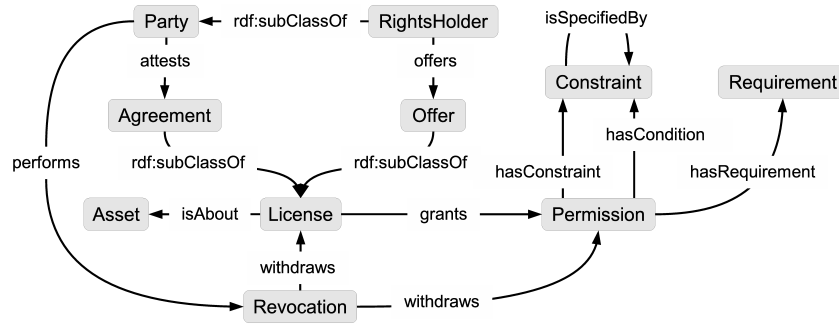 isSpecifiedBy
Party
rdf:subClassOf
RightsHolder
attests
offers
Constraint
Requirement
Agreement
Offer
hasCondition
performs
rdf:subClassOf
rdf:subClassOf
hasConstraint
hasRequirement
Asset
isAbout
License
grants
Permission
withdraws
Revocation
withdraws